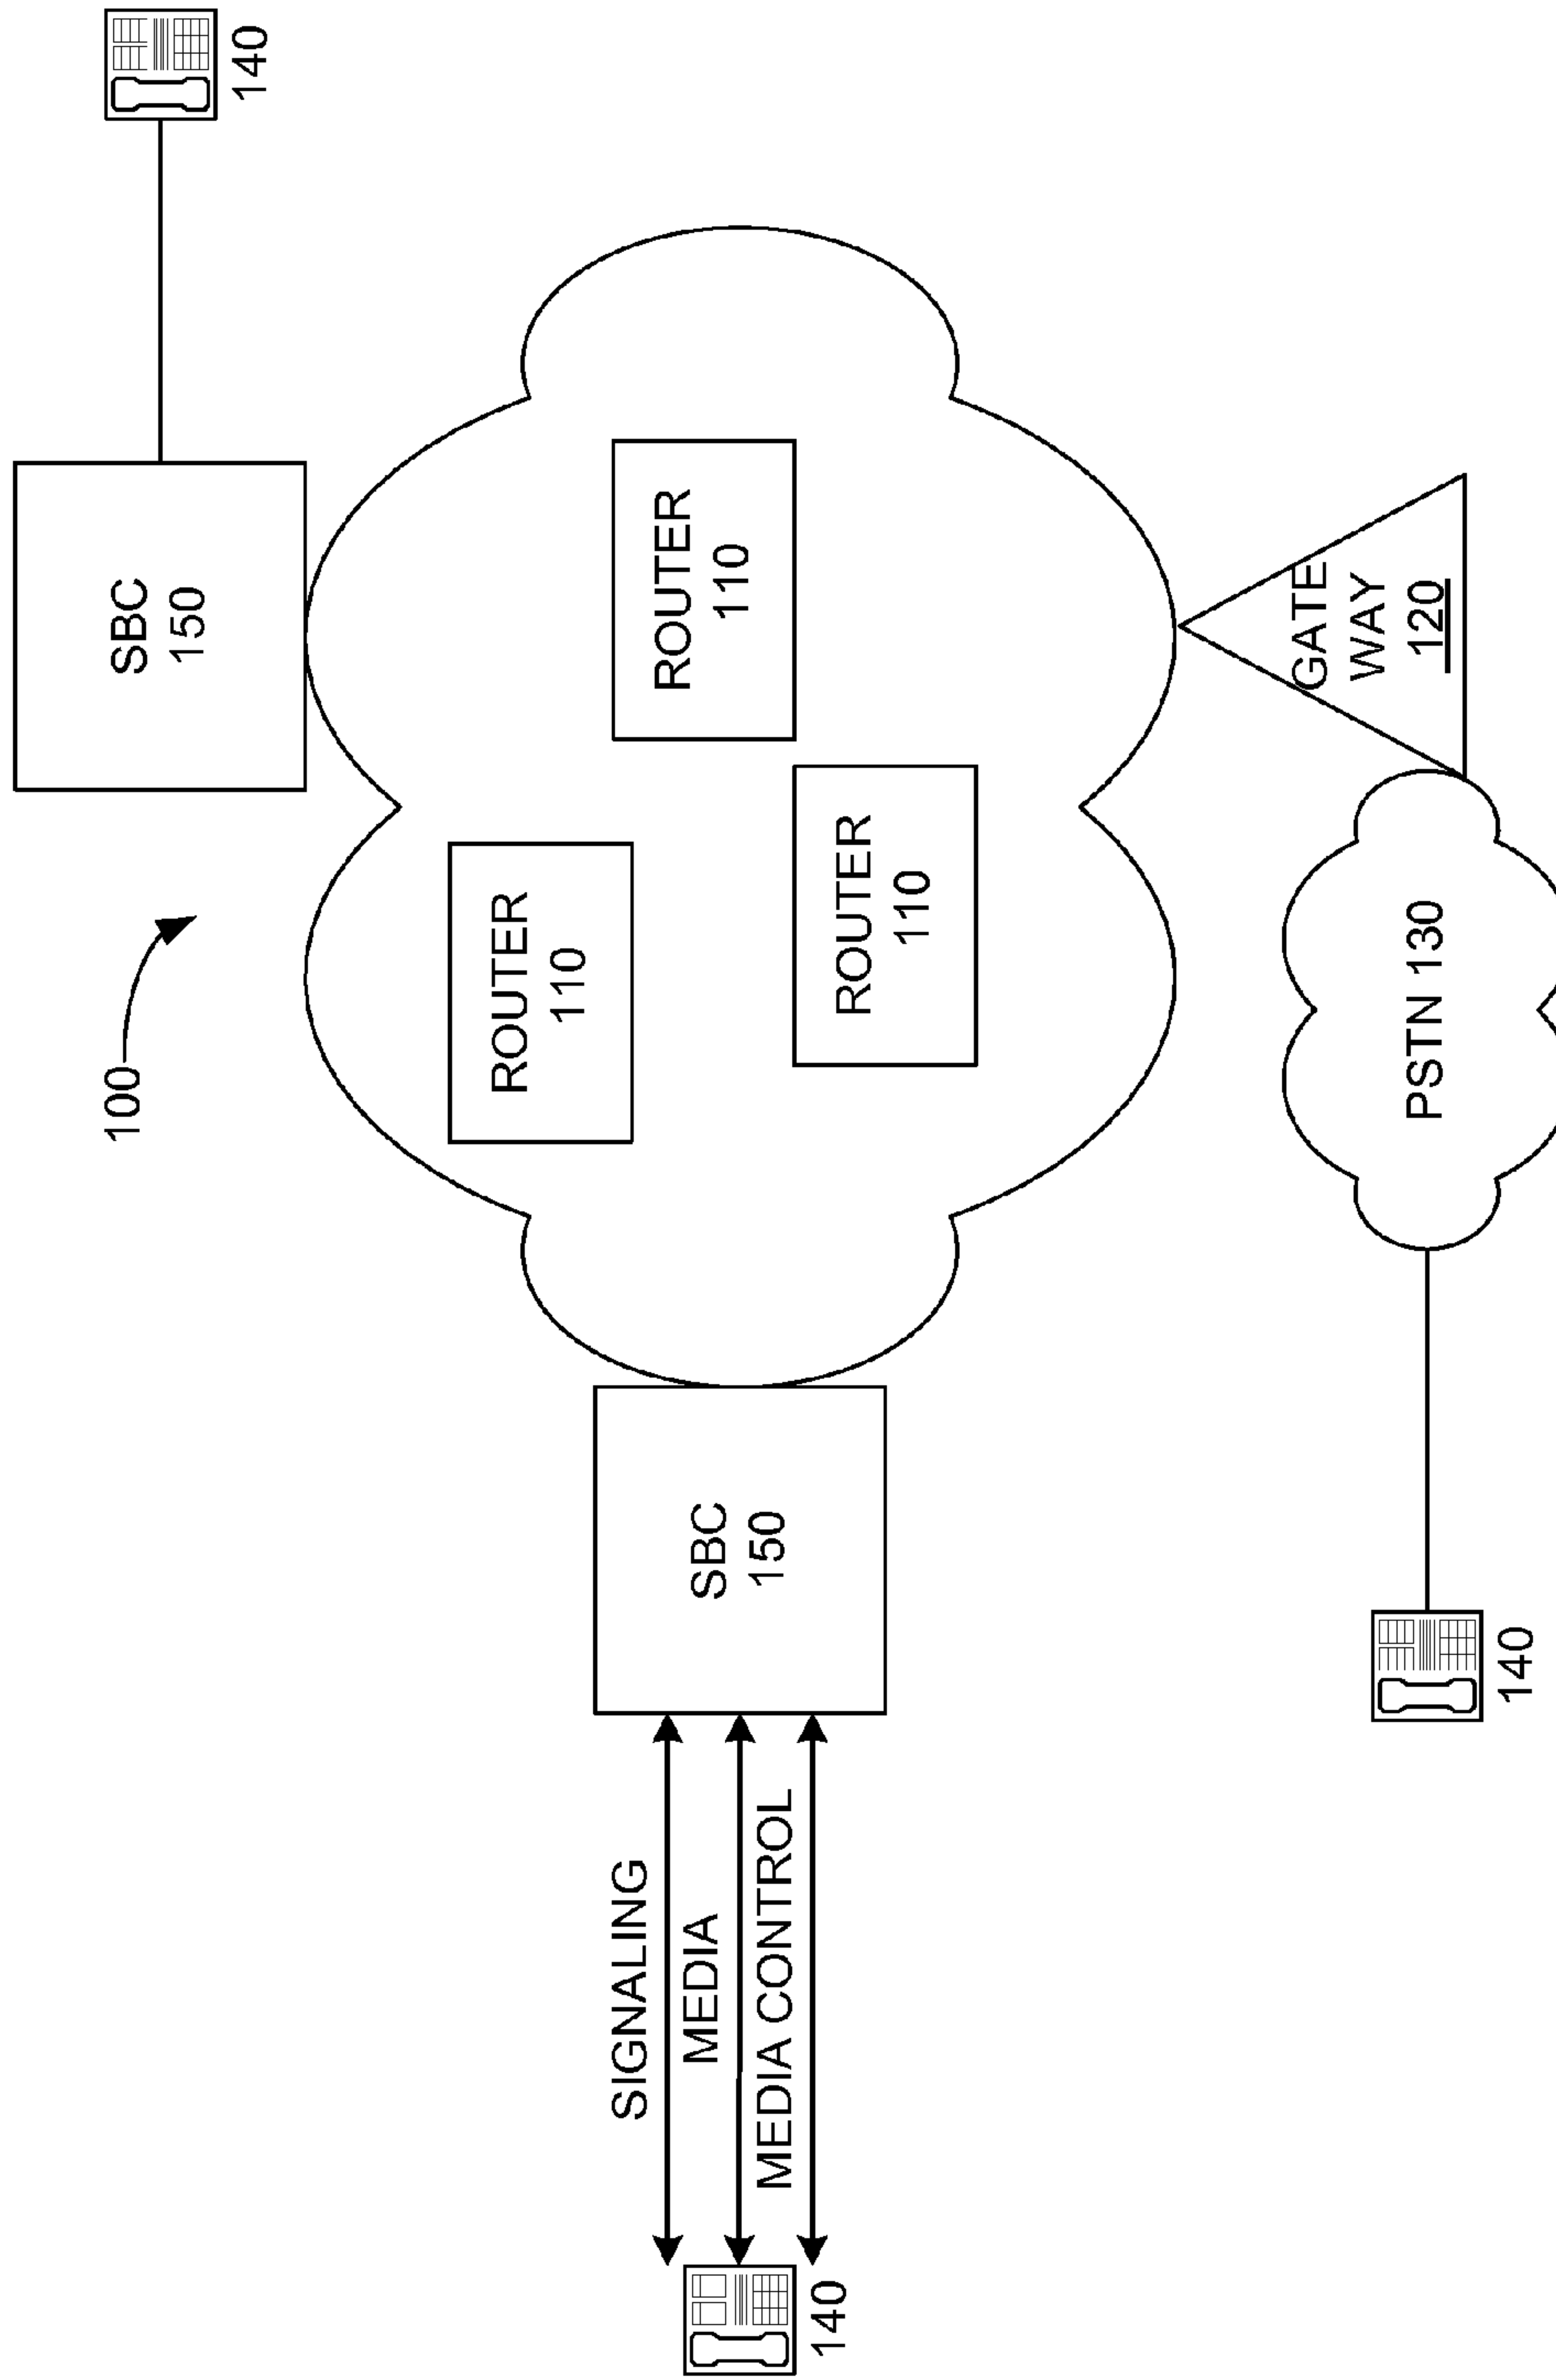 100
SBC
150
140
ROUTER
110
SIGNALING
MEDIA
MEDIA CONTROL
140
SBC
150
ROUTER
110
ROUTER
110
GATE
WAY
120
PSTN 130
140